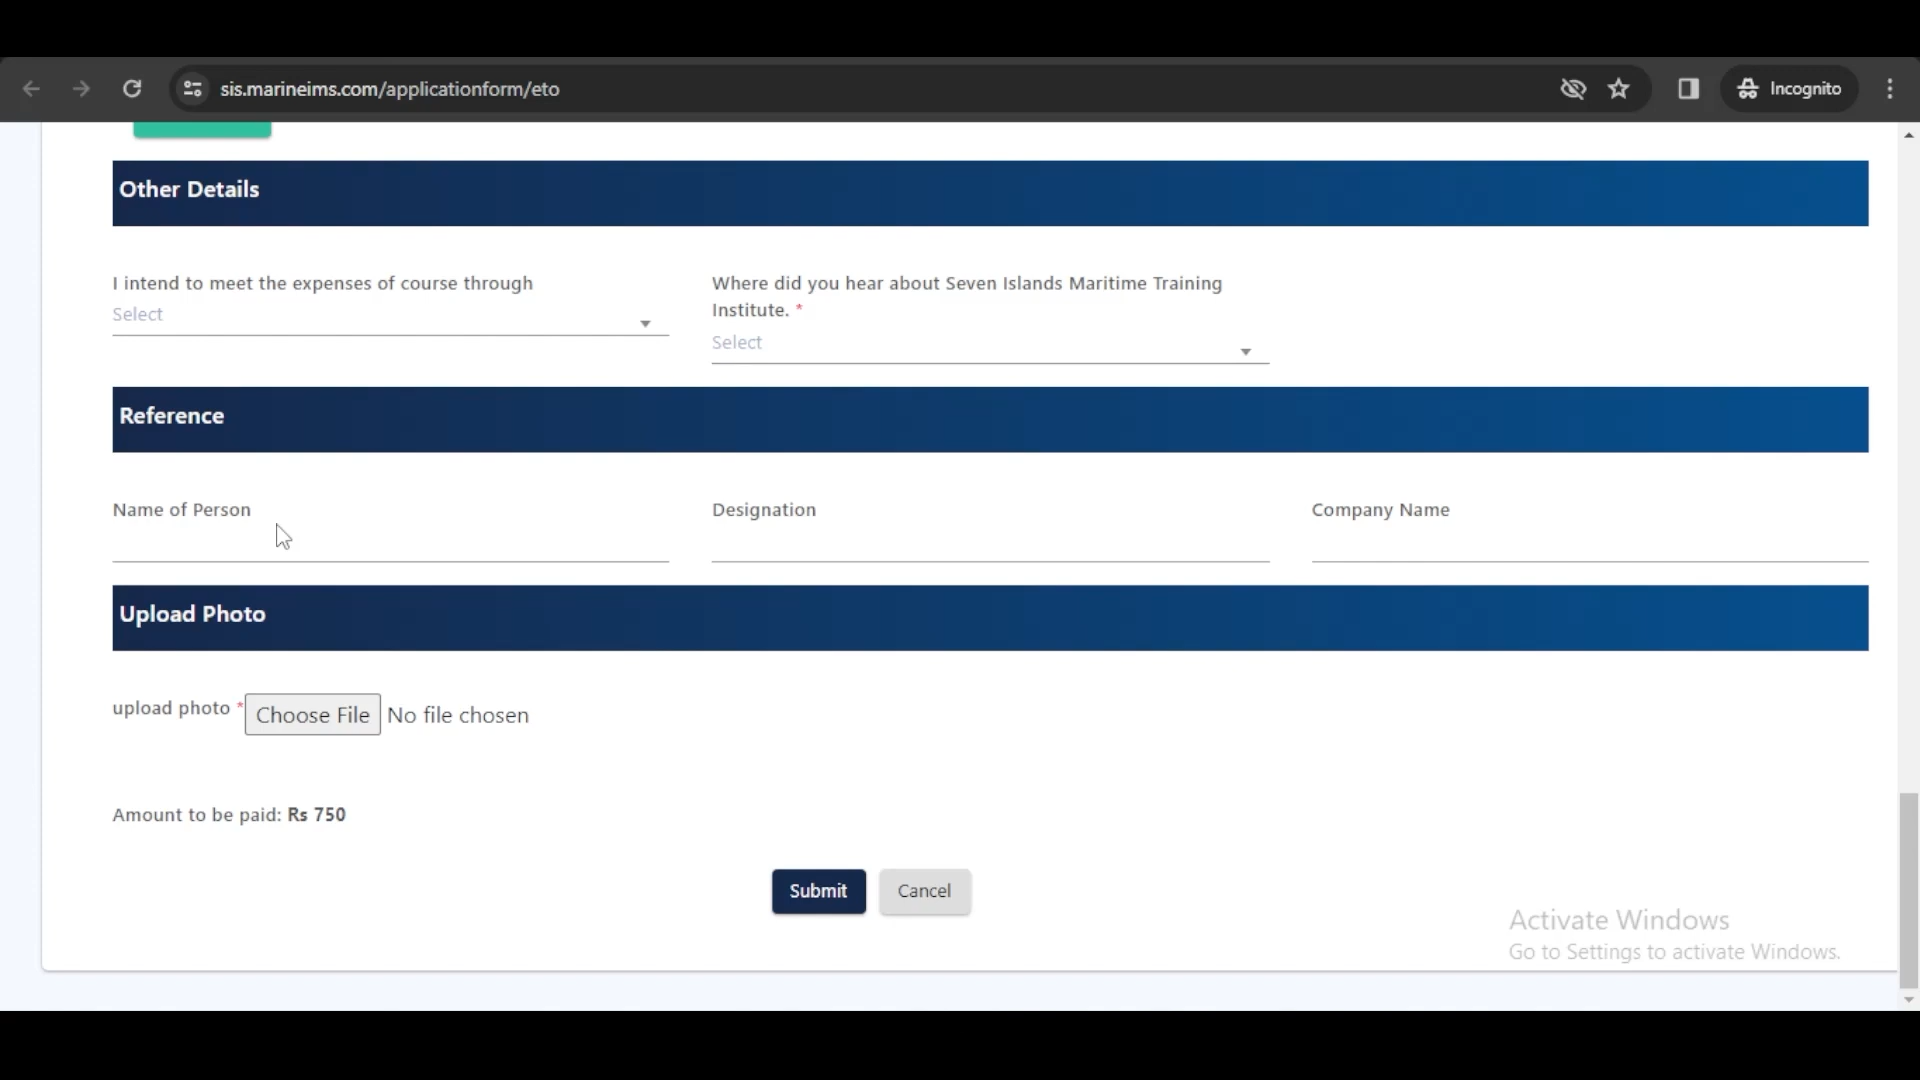 sis.marineims.com/applicationform/eto
Incognito
Other Details
I intend to meet the expenses of course through
Select
Where did you hear about Seven Islands Maritime Training
Institute. *
Select
Reference
Name of Person
Designation
Company Name
Upload Photo
upload photo * Choose File No file chosen
Amount to be paid: Rs 750
Submit
Cancel
Activate Windows
Go to Settings to activate Windows.